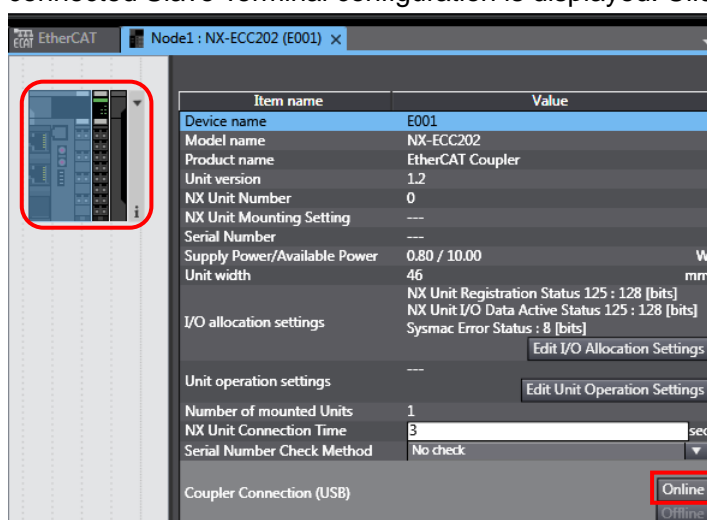 connected Slave Terminal configuration is displayed. Clic
ECAT EtherCAT Node1 : NX-ECC202 (E001) ×
Item name Value
Device name E001
Model name NX-ECC202
Product name EtherCAT Coupler
Unit version 1.2
NX Unit Number 0
NX Unit Mounting Setting ---
Serial Number ---
Supply Power/Available Power 0.80 / 10.00 W
Unit width 46 mm
NX Unit Registration Status 125 : 128 [bits]
NX Unit I/O Data Active Status 125 : 128 [bits]
I/O allocation settings
Sysmac Error Status : 8 [bits]
Edit I/O Allocation Settings
---
Unit operation settings
Edit Unit Operation Settings
Number of mounted Units 1
NX Unit Connection Time 3 sec
Serial Number Check Method No check
Coupler Connection (USB) Online
Offline
i